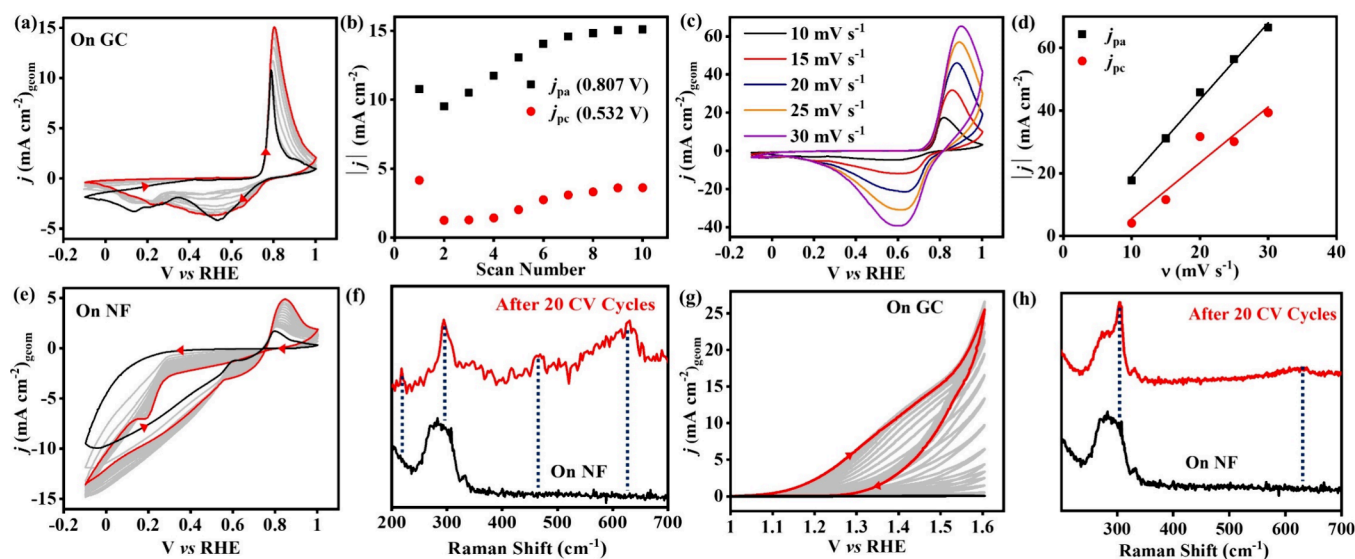 (a)
On GC
j (mA cm⁻²)geom
15
10
5
0
-5
-0.2 0 0.2 0.4 0.6 0.8 1
V vs RHE
(b)
|j| (mA cm⁻²)
15
10
5
0
jpa (0.807 V)
jpc (0.532 V)
0 2 4 6 8 10
Scan Number
(c)
j (mA cm⁻²)geom
60
40
20
0
-20
-40
10 mV s⁻¹
15 mV s⁻¹
20 mV s⁻¹
25 mV s⁻¹
30 mV s⁻¹
-0.2 0 0.2 0.4 0.6 0.8 1
V vs RHE
(d)
|j| (mA cm⁻²)
60
40
20
0
jpa
jpc
0 10 20 30 40
ν (mV s⁻¹)
(e)
On NF
j (mA cm⁻²)geom
5
0
-5
-10
-15
-0.2 0 0.2 0.4 0.6 0.8 1
V vs RHE
(f)
After 20 CV Cycles
On NF
200 300 400 500 600 700
Raman Shift (cm⁻¹)
(g)
On GC
j (mA cm⁻²)geom
25
20
15
10
5
0
1 1.1 1.2 1.3 1.4 1.5 1.6
V vs RHE
(h)
After 20 CV Cycles
On NF
300 400 500 600 700
Raman Shift (cm⁻¹)